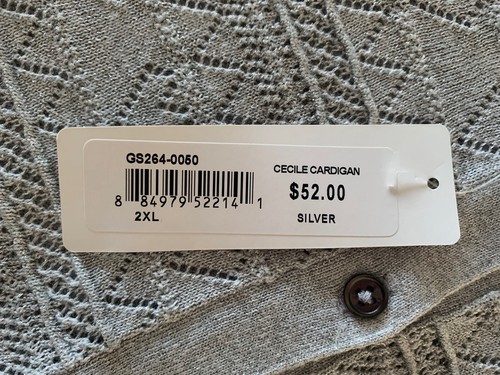 GS264-0050
CECILE CARDIGAN
$52.00
8 84979 52214 1
2XL
SILVER